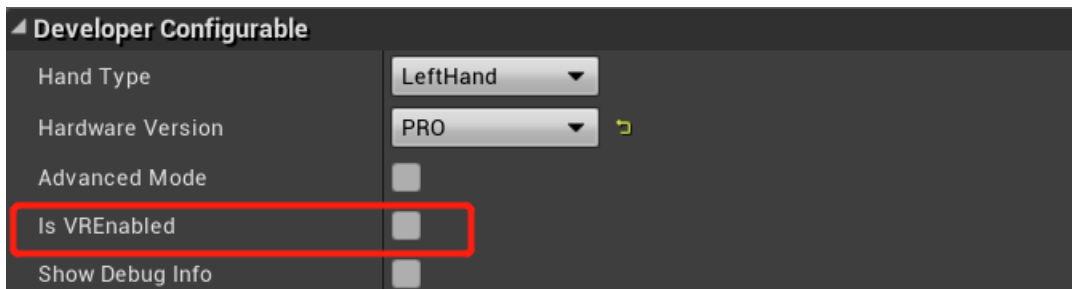 Developer Configurable
Hand Type LeftHand
Hardware Version PRO
Advanced Mode
Is VREnabled
Show Debug Info